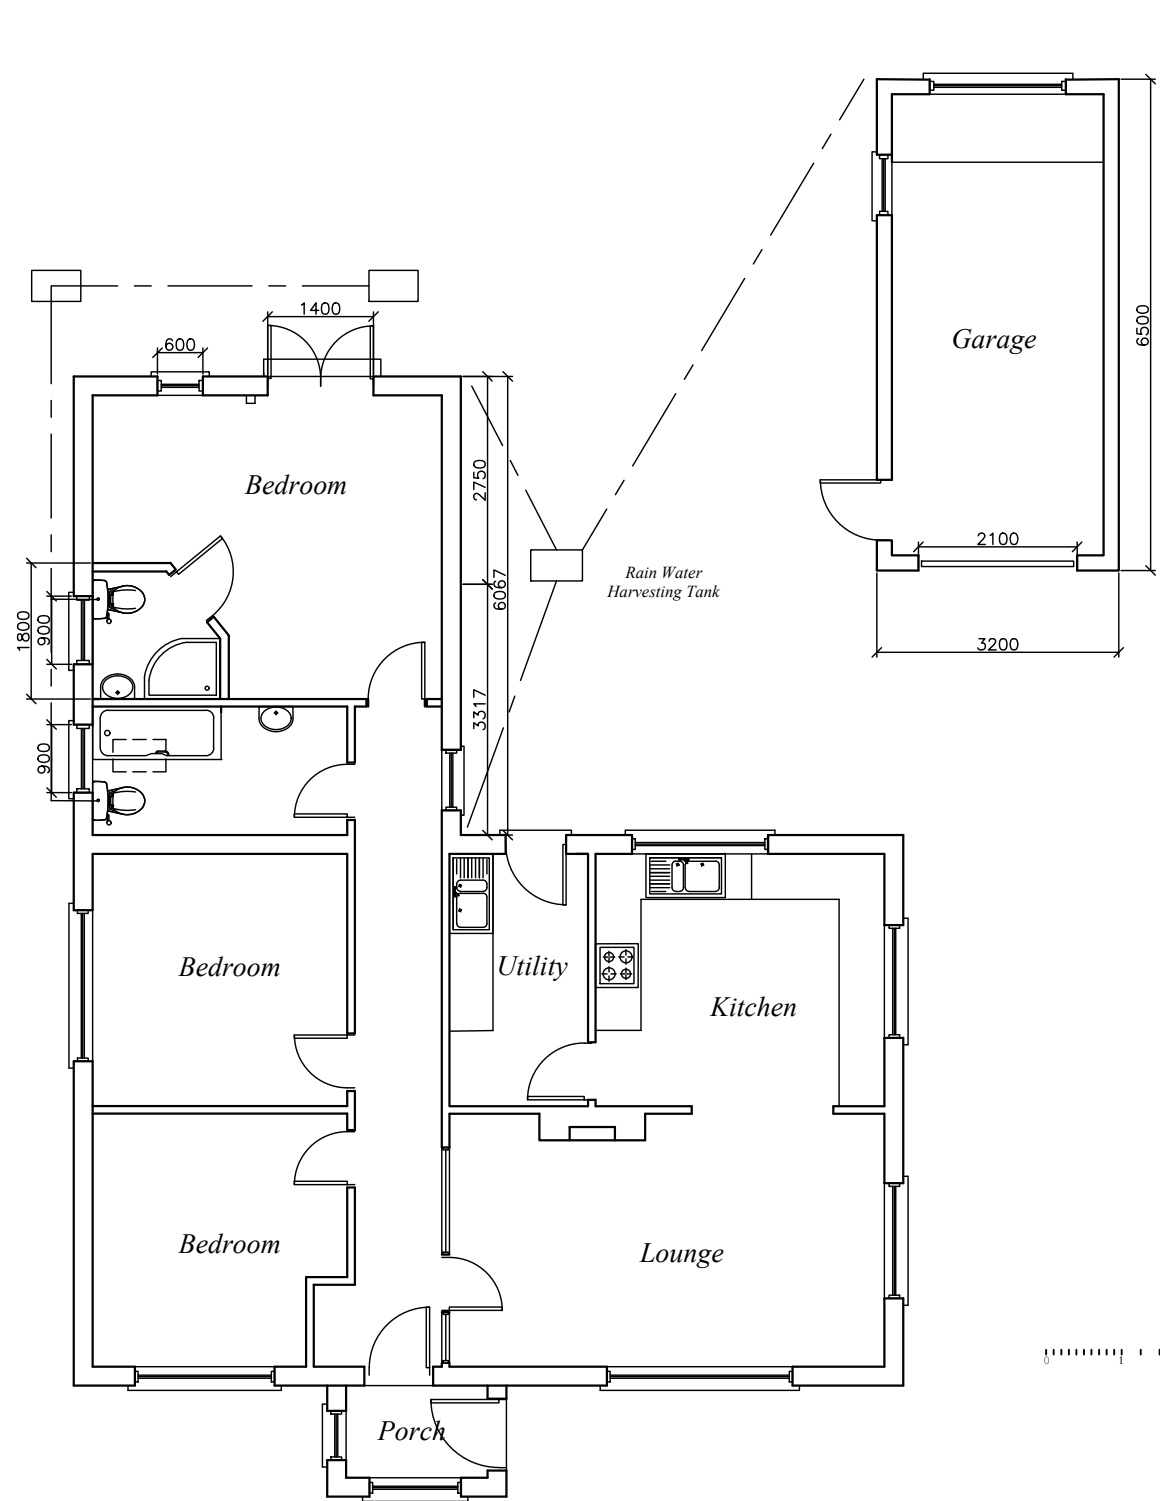 1400
600
Garage
6500
Bedroom
2750
6067
Rain Water
Harvesting Tank
2100
3200
1800
900
3317
900
Utility
Kitchen
Bedroom
Bedroom
Lounge
0 1
Porch